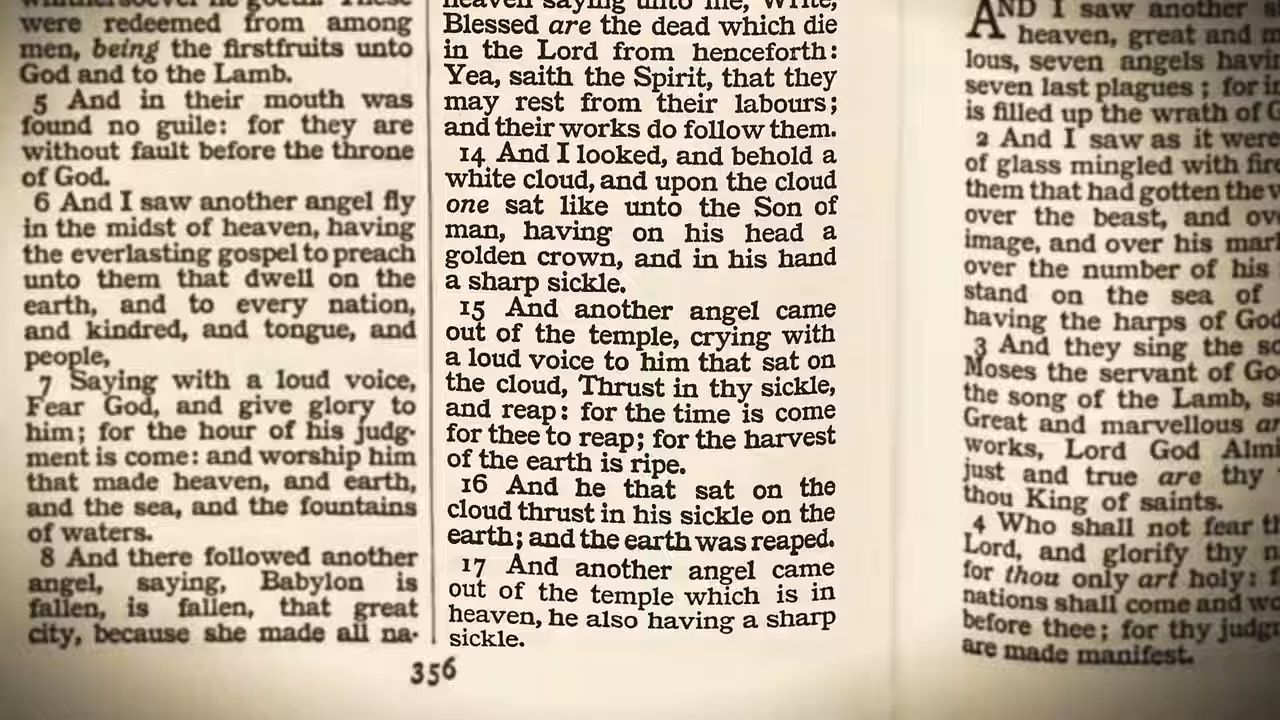 were redeemed from among
men, being the firstfruits unto
God and to the Lamb.
5 And in their mouth was
found no guile: for they are
without fault before the throne
of God.
6 And I saw another angel fly
in the midst of heaven, having
the everlasting gospel to preach
unto them that dwell on the
earth, and to every nation,
and kindred, and tongue, and
people,
7 Saying with a loud voice,
Fear God, and give glory to
him; for the hour of his judg-
ment is come: and worship him
that made heaven, and earth,
and the sea, and the fountains
of waters.
8 And there followed another
angel, saying, Babylon is
fallen, is fallen, that great
city, because she made all na-
356
heaven saying unto me, Write,
Blessed are the dead which die
in the Lord from henceforth:
Yea, saith the Spirit, that they
may rest from their labours;
and their works do follow them.
14 And I looked, and behold a
white cloud, and upon the cloud
one sat like unto the Son of
man, having on his head a
golden crown, and in his hand
a sharp sickle.
15 And another angel came
out of the temple, crying with
a loud voice to him that sat on
the cloud, Thrust in thy sickle,
and reap: for the time is come
for thee to reap; for the harvest
of the earth is ripe.
16 And he that sat on the
cloud thrust in his sickle on the
earth; and the earth was reaped.
17 And another angel came
out of the temple which is in
heaven, he also having a sharp
sickle.
AND I saw another
heaven, great and
lous, seven angels
seven last plagues; for
is filled up the wrath of
2 And I saw as it were
of glass mingled with
them that had gotten the
over the beast, and
image, and over his
over the number of his
stand on the sea of
having the harps of
3 And they sing the
Moses the servant of
the song of the Lamb,
Great and marvellous
works, Lord God
just and true are thy
thou King of saints.
4 Who shall not fear
Lord, and glorify thy
for thou only art holy:
nations shall come and
before thee; for thy
are made manifest.